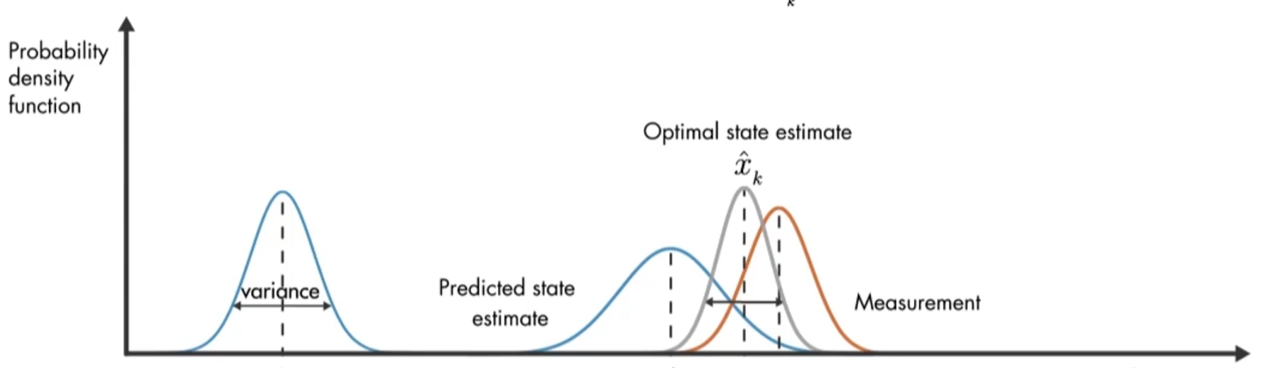 k
Probability
density
function
Optimal state estimate
x̂k
variance
Predicted state
estimate
Measurement